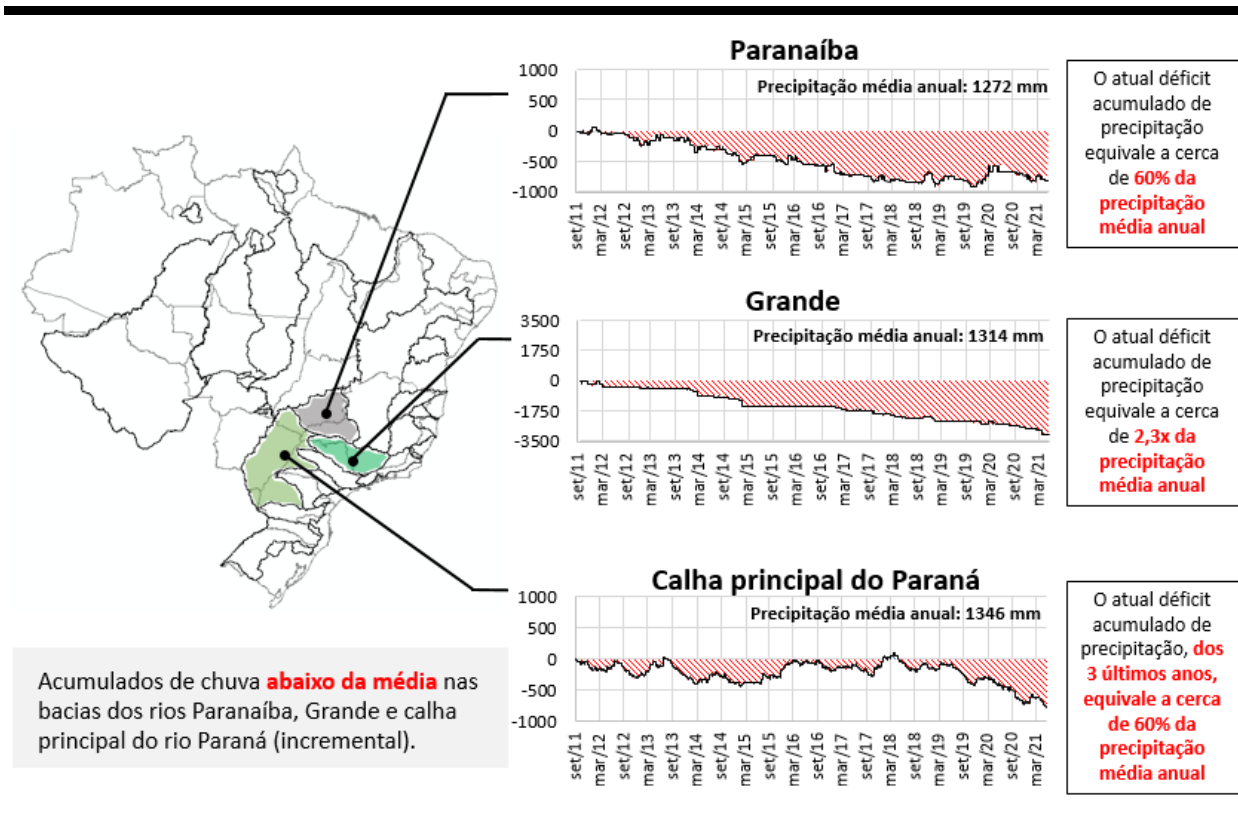 Paranaíba
Precipitação média anual: 1272 mm
1000
500
0
-500
-1000
set/11
mar/12
set/12
mar/13
set/13
mar/14
set/14
mar/15
set/15
mar/16
set/16
mar/17
set/17
mar/18
set/18
mar/19
set/19
mar/20
set/20
mar/21
O atual déficit
acumulado de
precipitação
equivale a cerca
de 60% da
precipitação
média anual
Grande
Precipitação média anual: 1314 mm
3500
1750
0
-1750
-3500
set/11
mar/12
set/12
mar/13
set/13
mar/14
set/14
mar/15
set/15
mar/16
set/16
mar/17
set/17
mar/18
set/18
mar/19
set/19
mar/20
set/20
mar/21
O atual déficit
acumulado de
precipitação
equivale a cerca
de 2,3x da
precipitação
média anual
Calha principal do Paraná
Precipitação média anual: 1346 mm
1000
500
0
-500
-1000
set/11
mar/12
set/12
mar/13
set/13
mar/14
set/14
mar/15
set/15
mar/16
set/16
mar/17
set/17
mar/18
set/18
mar/19
set/19
mar/20
set/20
mar/21
O atual déficit
acumulado de
precipitação, dos
3 últimos anos,
equivale a cerca
de 60% da
precipitação
média anual
Acumulados de chuva abaixo da média nas
bacias dos rios Paranaíba, Grande e calha
principal do rio Paraná (incremental).